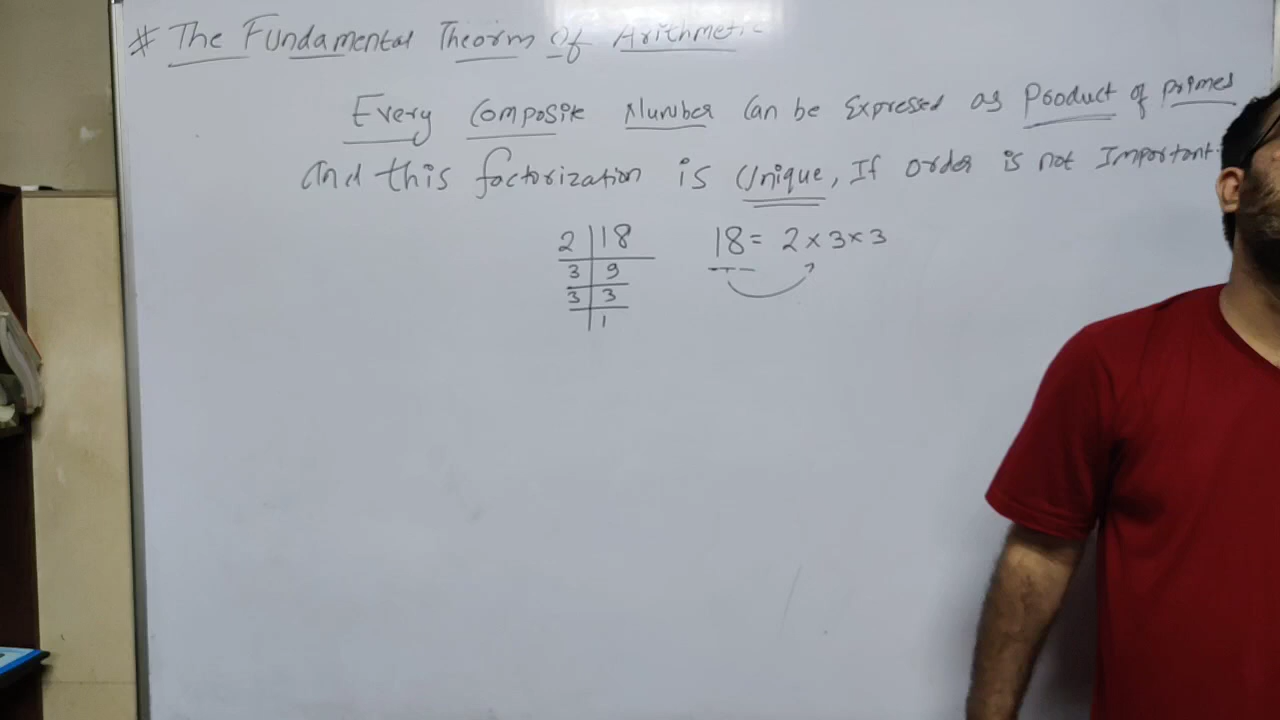 # The Fundamental Theorm Of Arithmetic
Every Composite Number Can be Expressed as Product of primes
and this factorization is Unique, If order is not Important.
2 | 18 18 = 2 × 3 × 3
3 | 9
3 | 3
| 1